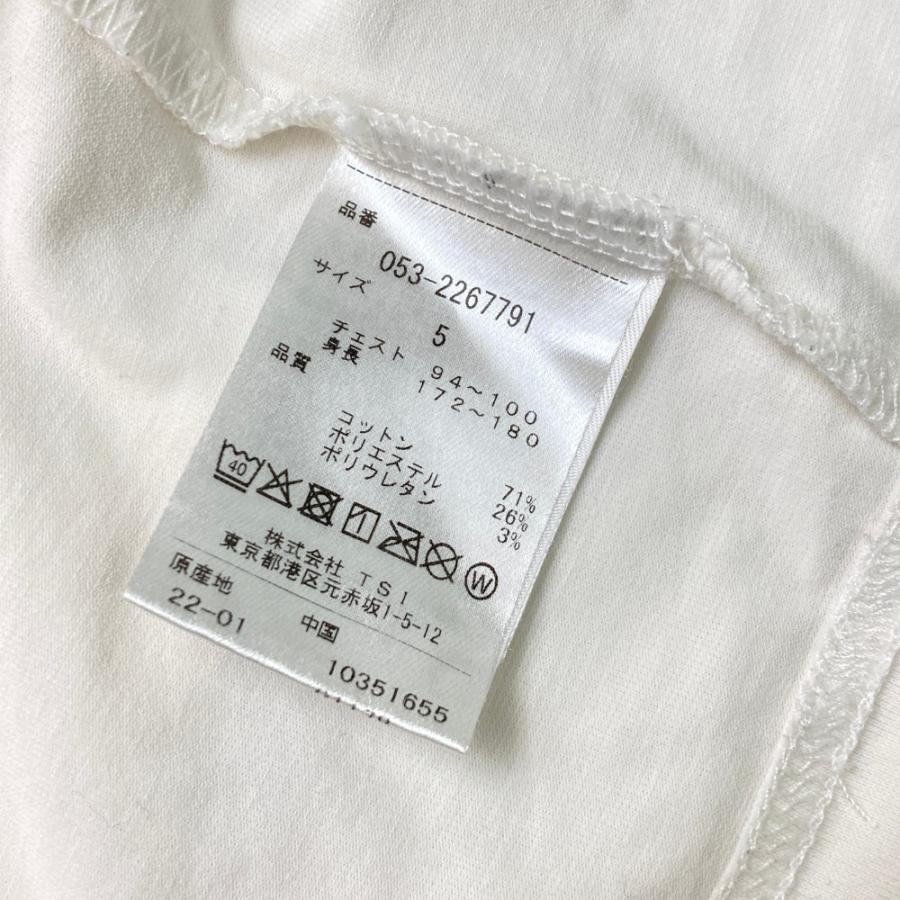 品番
053-2267791
サイズ
5
チェスト 94～100
身長 172～180
品質
コットン 71%
ポリエステル 26%
ポリウレタン 3%
40
W
株式会社 TSI
東京都港区元赤坂1-5-12
原産地 中国
22-01 10351655